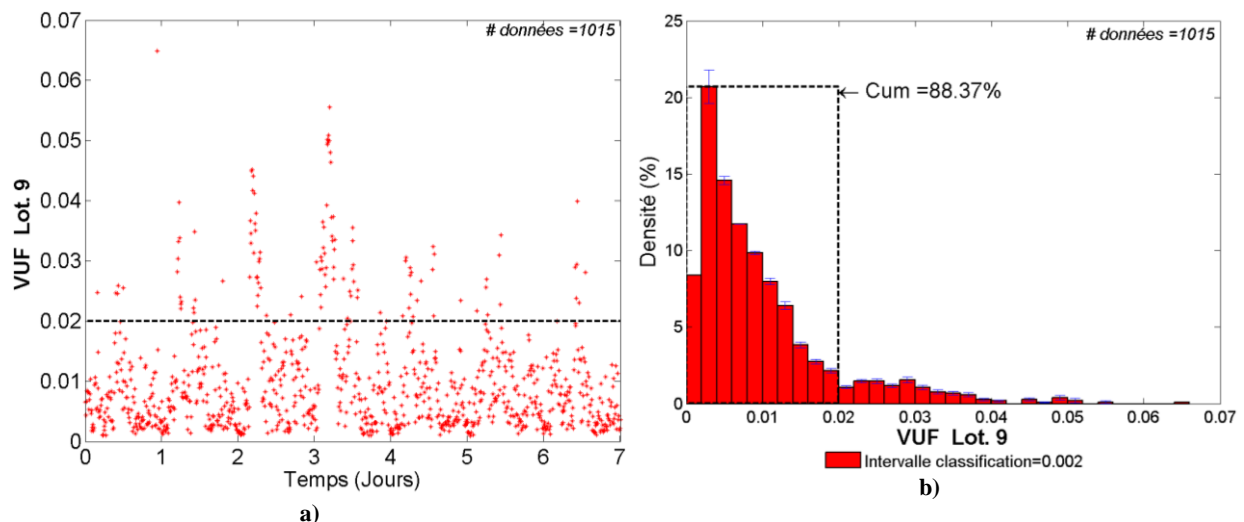 # données =1015
0.07
0.06
0.05
0.04
0.03
0.02
0.01
0
VUF Lot. 9
0 1 2 3 4 5 6 7
Temps (Jours)
a)
# données =1015
25
20
15
10
5
0
Densité (%)
← Cum =88.37%
0 0.01 0.02 0.03 0.04 0.05 0.06 0.07
VUF Lot. 9
Intervalle classification=0.002
b)